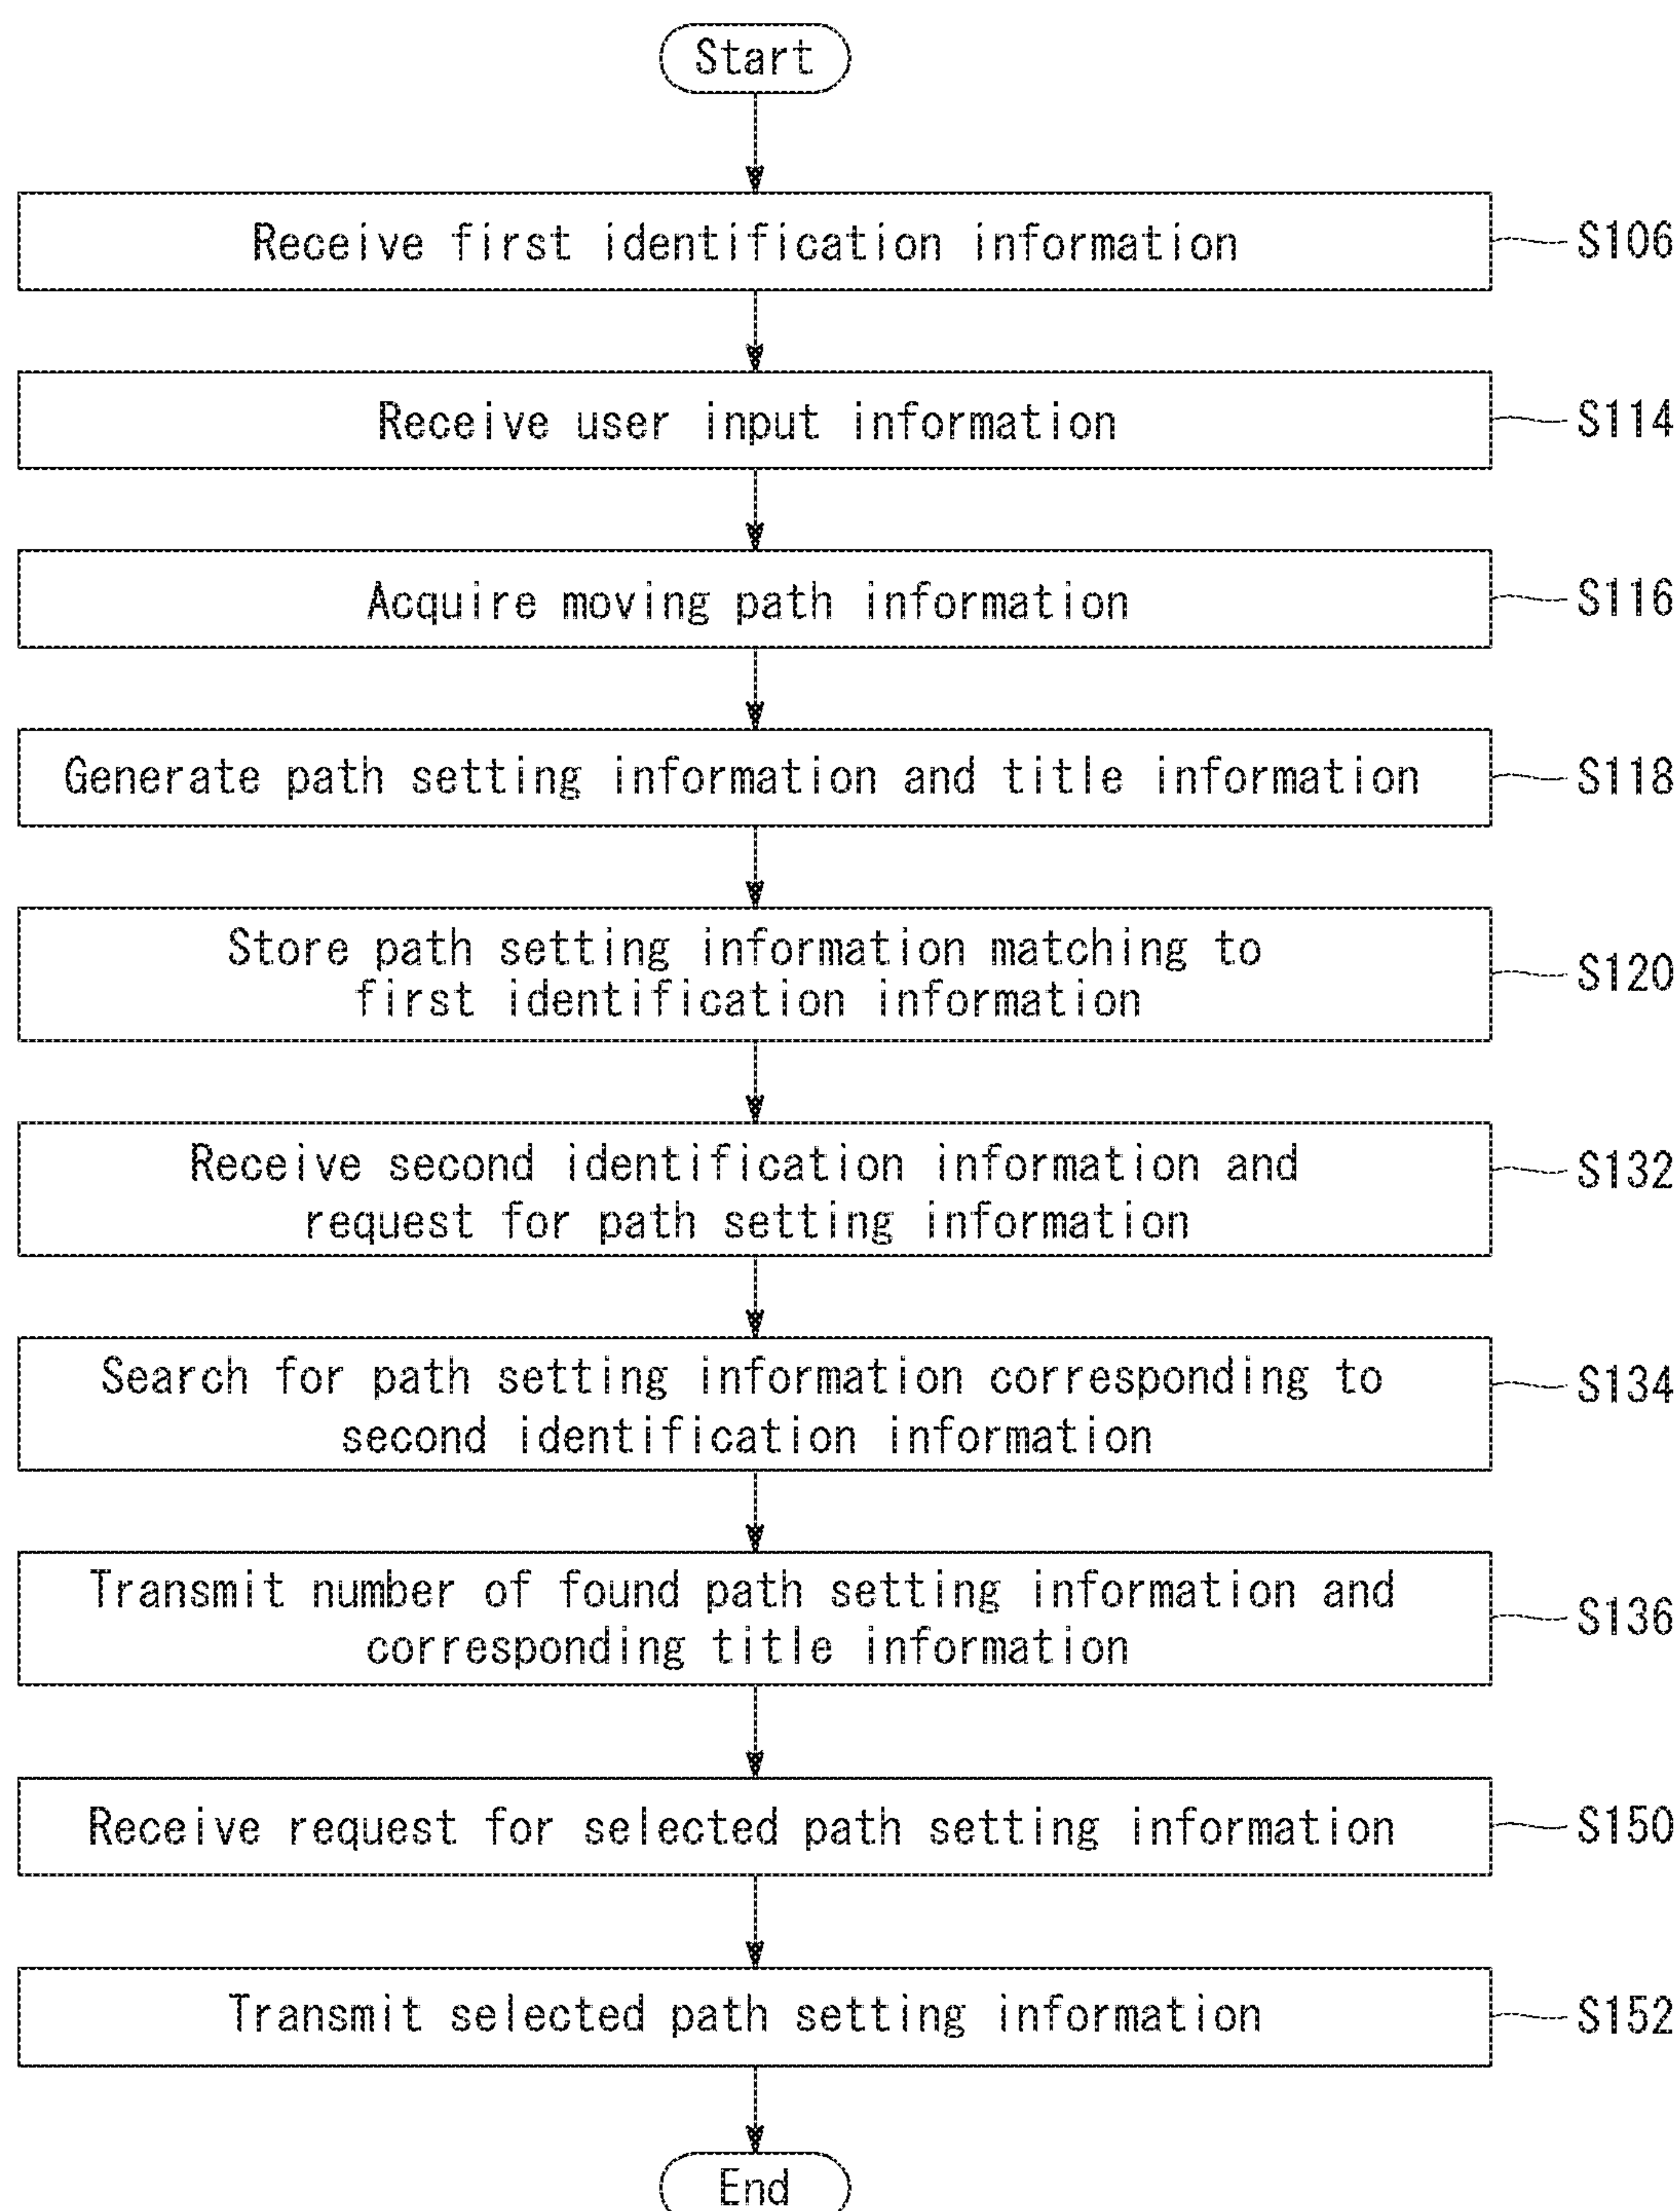 Start
Receive first identification information
S106
Receive user input information
S114
Acquire moving path information
S116
Generate path setting information and title information
S118
Store path setting information matching to
first identification information
S120
Receive second identification information and
request for path setting information
S132
Search for path setting information corresponding to
second identification information
S134
Transmit number of found path setting information and
corresponding title information
S136
Receive request for selected path setting information
S150
Transmit selected path setting information
S152
End